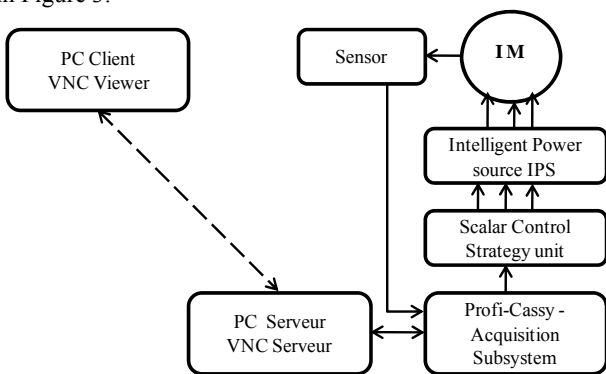 in Figure 3.
PC Client
VNC Viewer
Sensor
IM
Intelligent Power
source IPS
Scalar Control
Strategy unit
PC Serveur
VNC Serveur
Profi-Cassy -
Acquisition
Subsystem